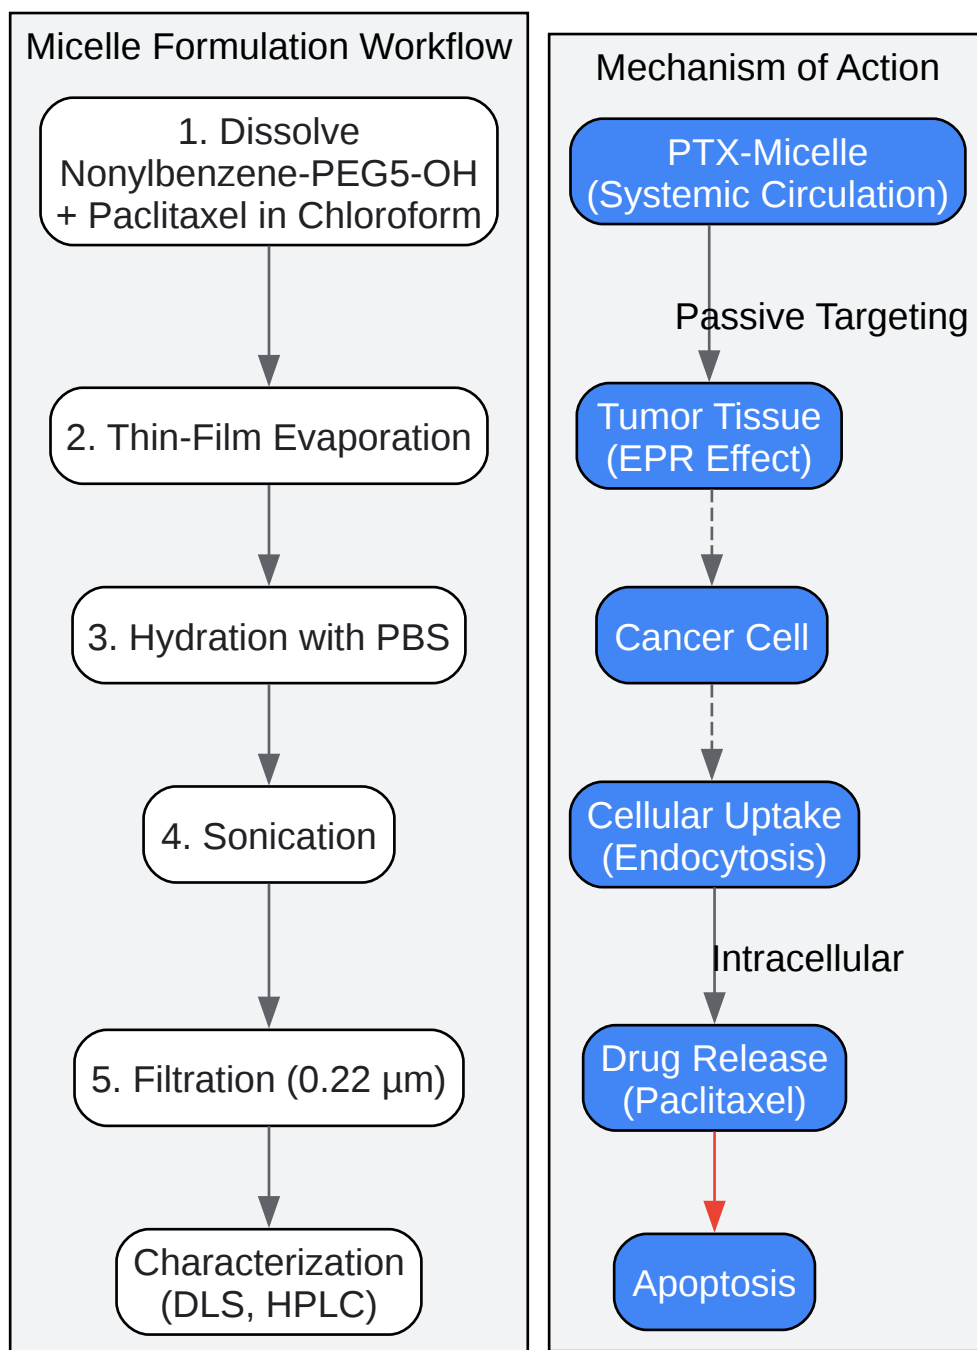 Micelle Formulation Workflow
1. Dissolve
Nonylbenzene-PEG5-OH
+ Paclitaxel in Chloroform
2. Thin-Film Evaporation
3. Hydration with PBS
4. Sonication
5. Filtration (0.22 µm)
Characterization
(DLS, HPLC)
Mechanism of Action
PTX-Micelle
(Systemic Circulation)
Passive Targeting
Tumor Tissue
(EPR Effect)
Cancer Cell
Cellular Uptake
(Endocytosis)
Intracellular
Drug Release
(Paclitaxel)
Apoptosis